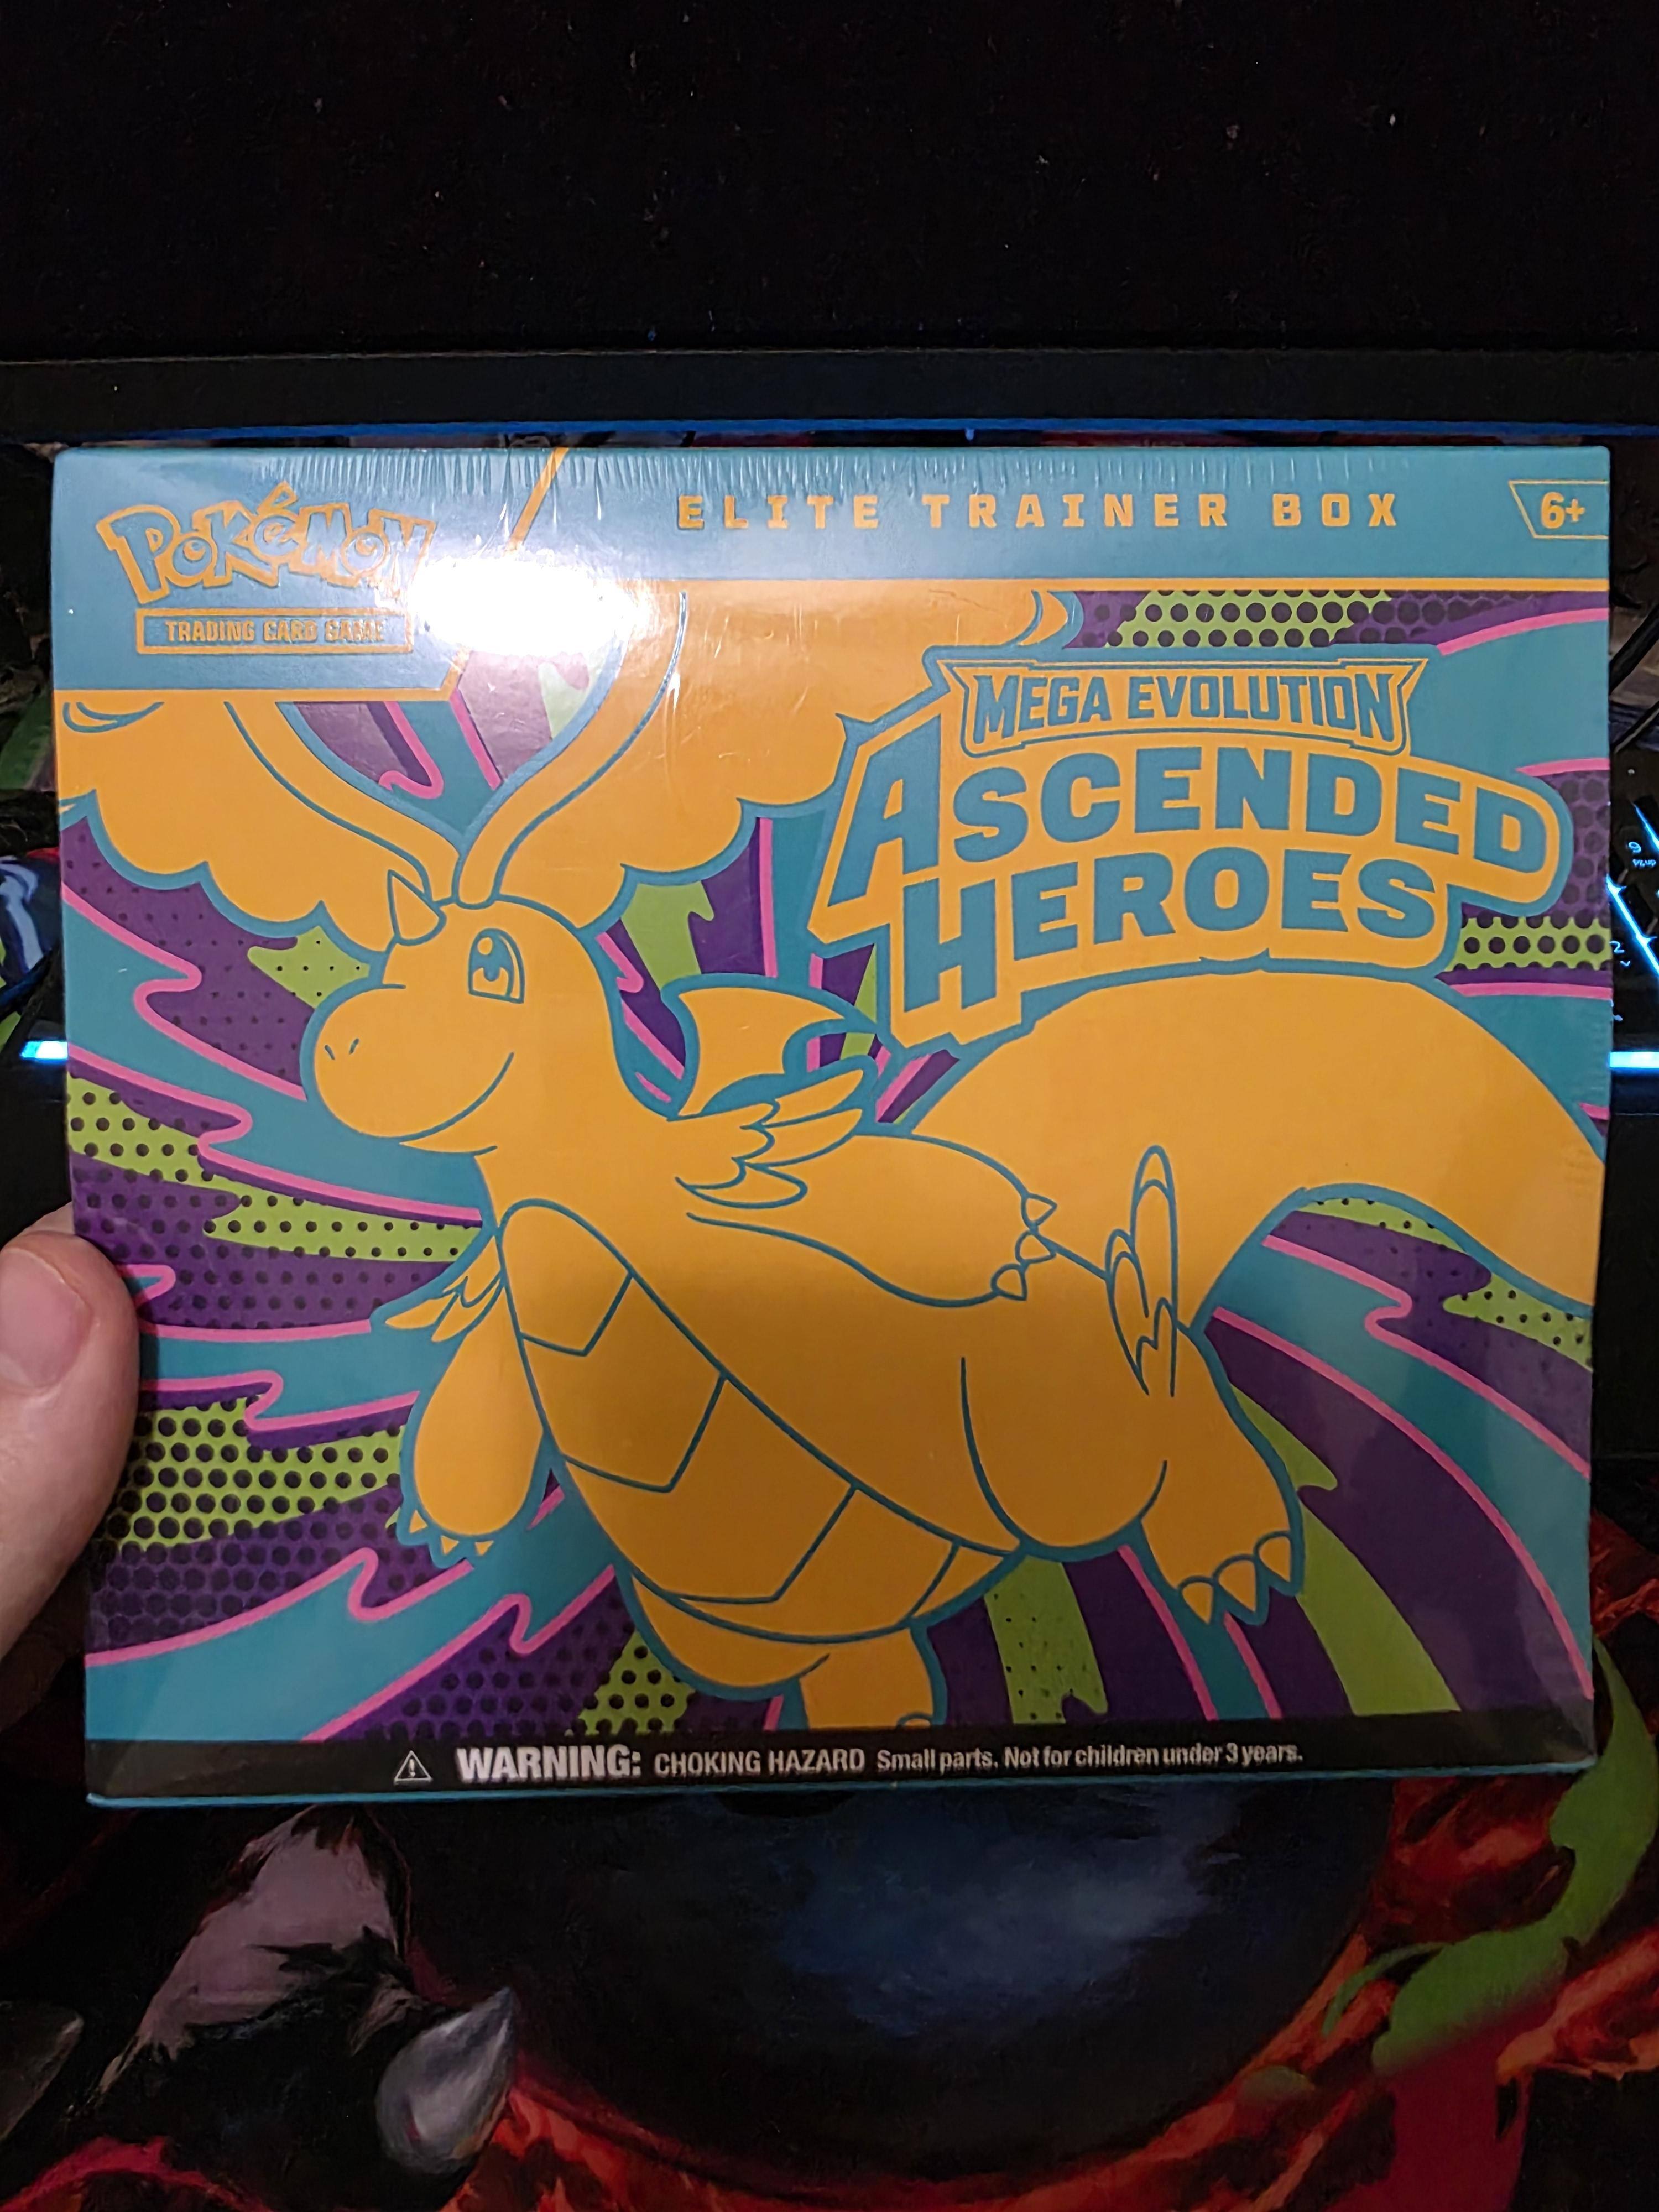 POKéMON
TRADING CARD GAME
ELITE TRAINER BOX
6+
MEGA EVOLUTION
ASCENDED
HEROES
WARNING: CHOKING HAZARD Small parts. Not for children under 3 years.